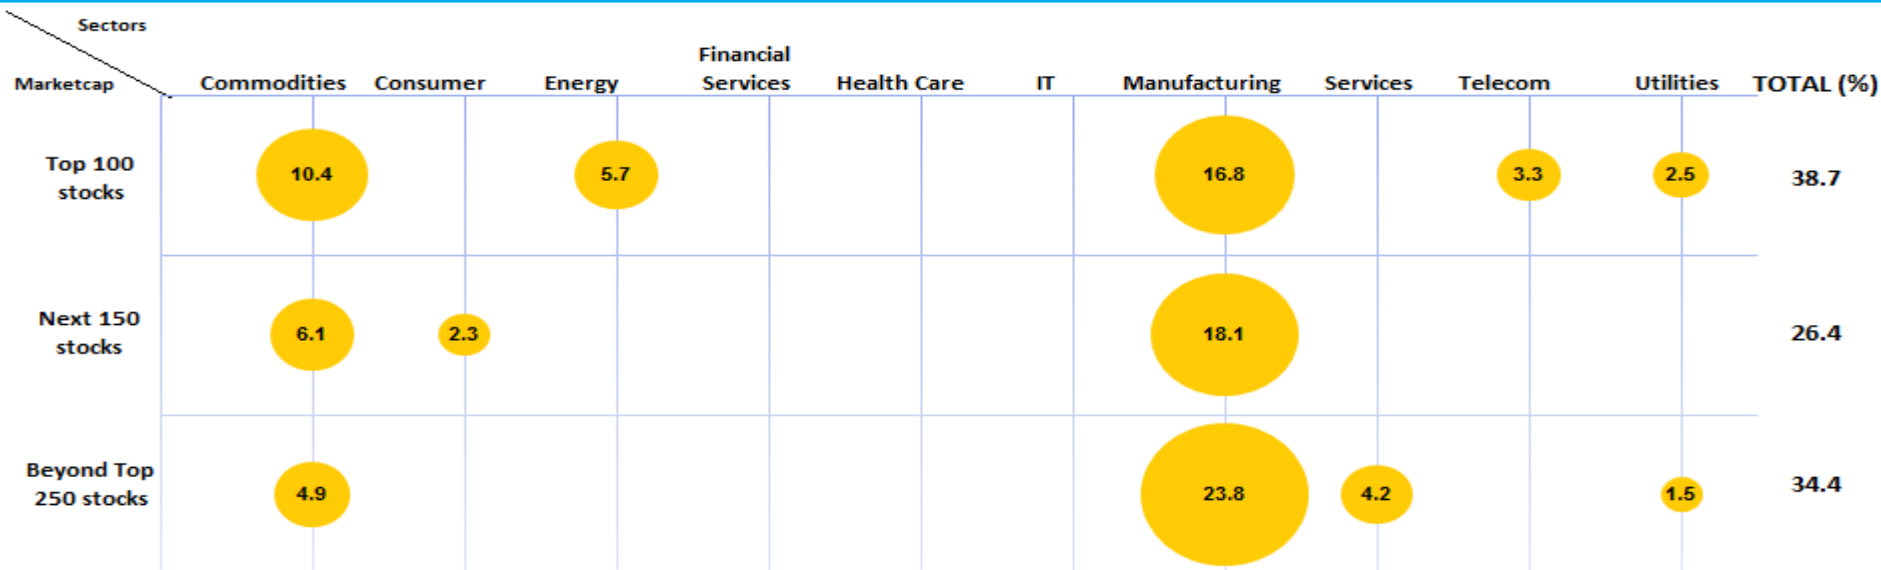 Sectors
Marketcap
Commodities Consumer Energy Financial Services Health Care IT Manufacturing Services Telecom Utilities TOTAL (%)
Top 100
stocks
10.4 5.7 16.8 3.3 2.5 38.7
Next 150
stocks
6.1 2.3 18.1 26.4
Beyond Top
250 stocks
4.9 23.8 4.2 1.5 34.4